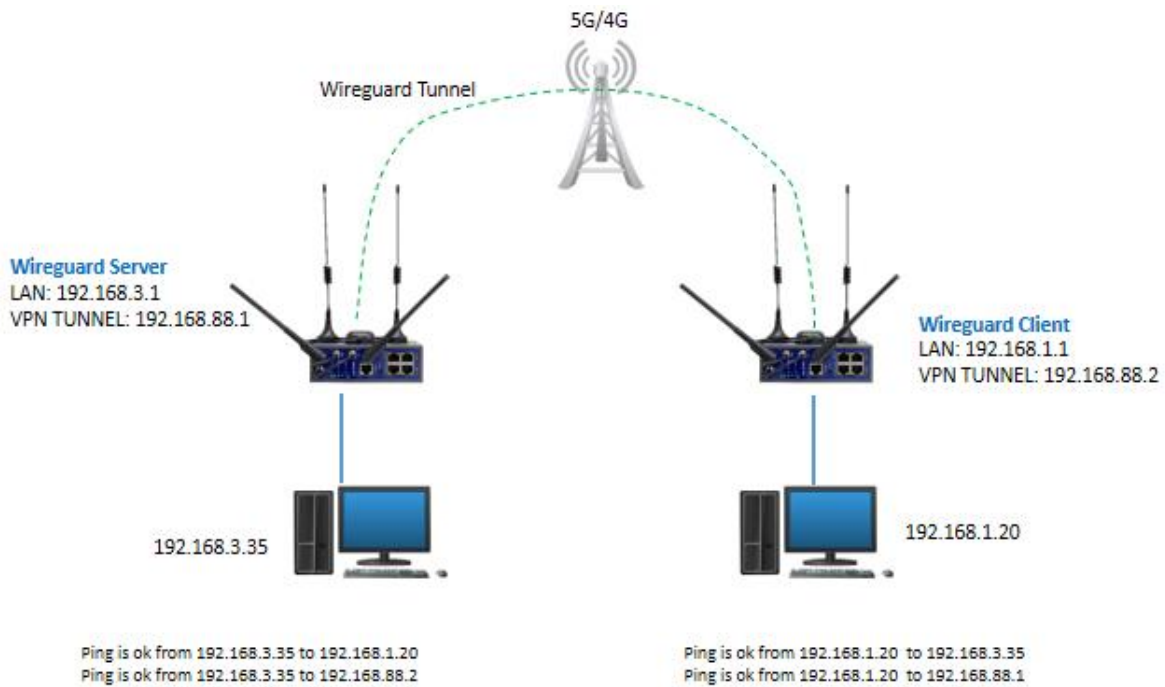 5G/4G
Wireguard Tunnel
Wireguard Server
LAN: 192.168.3.1
VPN TUNNEL: 192.168.88.1
Wireguard Client
LAN: 192.168.1.1
VPN TUNNEL: 192.168.88.2
192.168.3.35
192.168.1.20
Ping is ok from 192.168.3.35 to 192.168.1.20
Ping is ok from 192.168.3.35 to 192.168.88.2
Ping is ok from 192.168.1.20 to 192.168.3.35
Ping is ok from 192.168.1.20 to 192.168.88.1